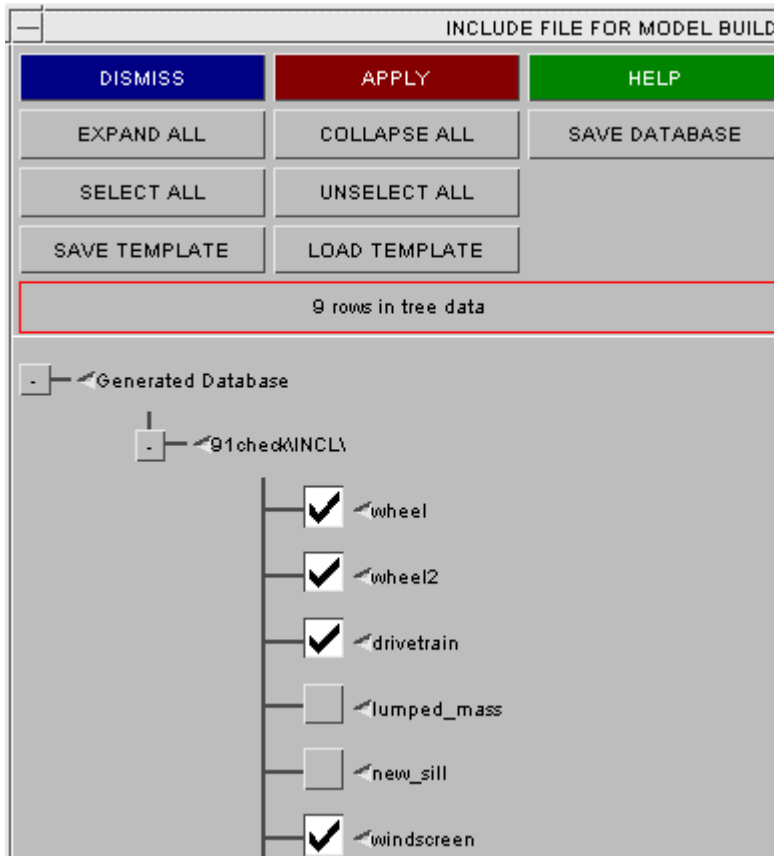 INCLUDE FILE FOR MODEL BUILD
DISMISS APPLY HELP
EXPAND ALL COLLAPSE ALL SAVE DATABASE
SELECT ALL UNSELECT ALL
SAVE TEMPLATE LOAD TEMPLATE
9 rows in tree data
- Generated Database
- 91check\INCL\
wheel
wheel2
drivetrain
lumped_mass
new_sill
windscreen